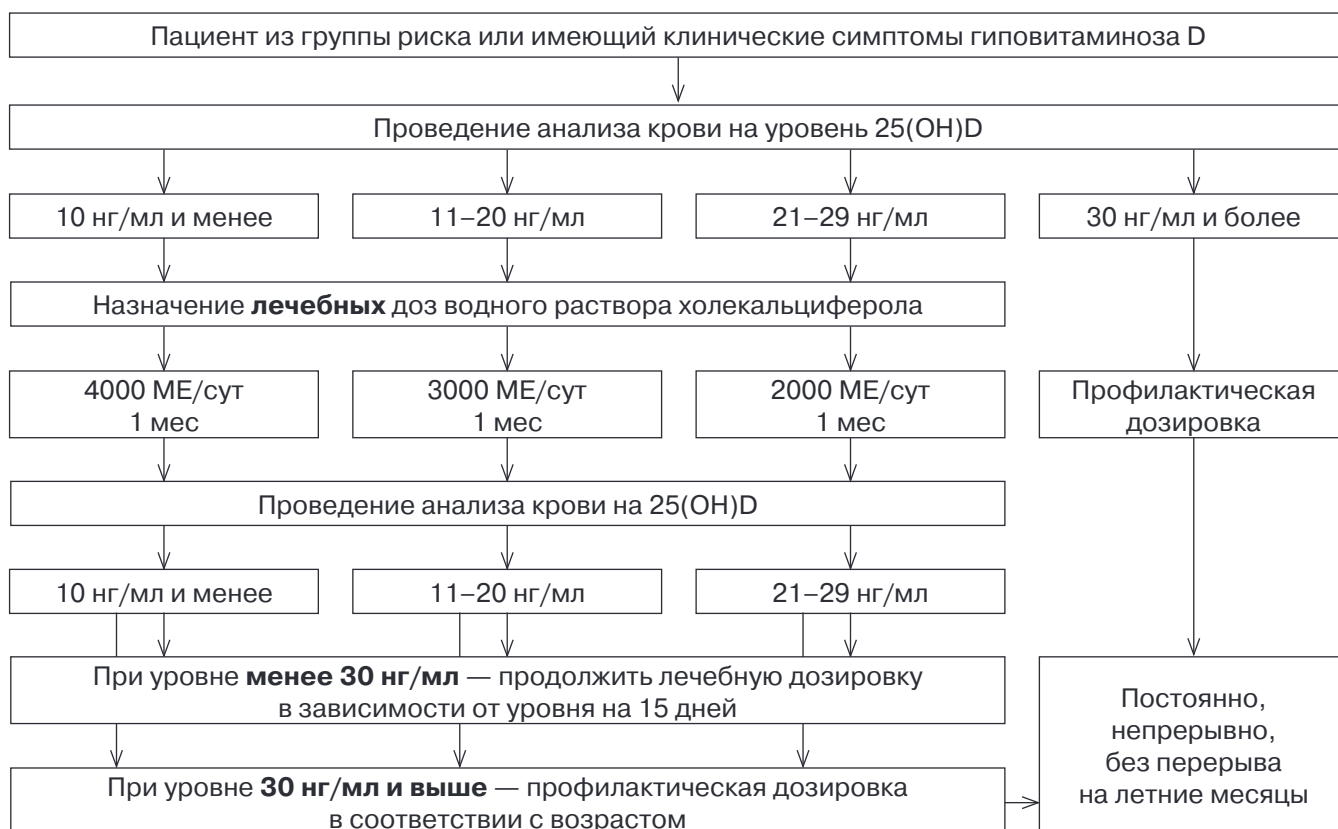 Пациент из группы риска или имеющий клинические симптомы гиповитаминоза D
Проведение анализа крови на уровень 25(OH)D
10 нг/мл и менее
11–20 нг/мл
21–29 нг/мл
30 нг/мл и более
Назначение лечебных доз водного раствора холекальциферола
4000 МЕ/сут
1 мес
3000 МЕ/сут
1 мес
2000 МЕ/сут
1 мес
Профилактическая
дозировка
Проведение анализа крови на 25(OH)D
10 нг/мл и менее
11–20 нг/мл
21–29 нг/мл
При уровне менее 30 нг/мл — продолжить лечебную дозировку
в зависимости от уровня на 15 дней
При уровне 30 нг/мл и выше — профилактическая дозировка
в соответствии с возрастом
Постоянно,
непрерывно,
без перерыва
на летние месяцы